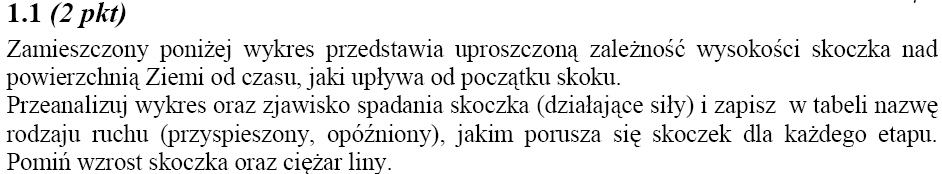 1.1 (2 pkt)
Zamieszczony poniżej wykres przedstawia uproszczoną zależność wysokości skoczka nad
powierzchnią Ziemi od czasu, jaki upływa od początku skoku.
Przeanalizuj wykres oraz zjawisko spadania skoczka (działające siły) i zapisz w tabeli nazwę
rodzaju ruchu (przyspieszony, opóźniony), jakim porusza się skoczek dla każdego etapu.
Pomiń wzrost skoczka oraz ciężar liny.